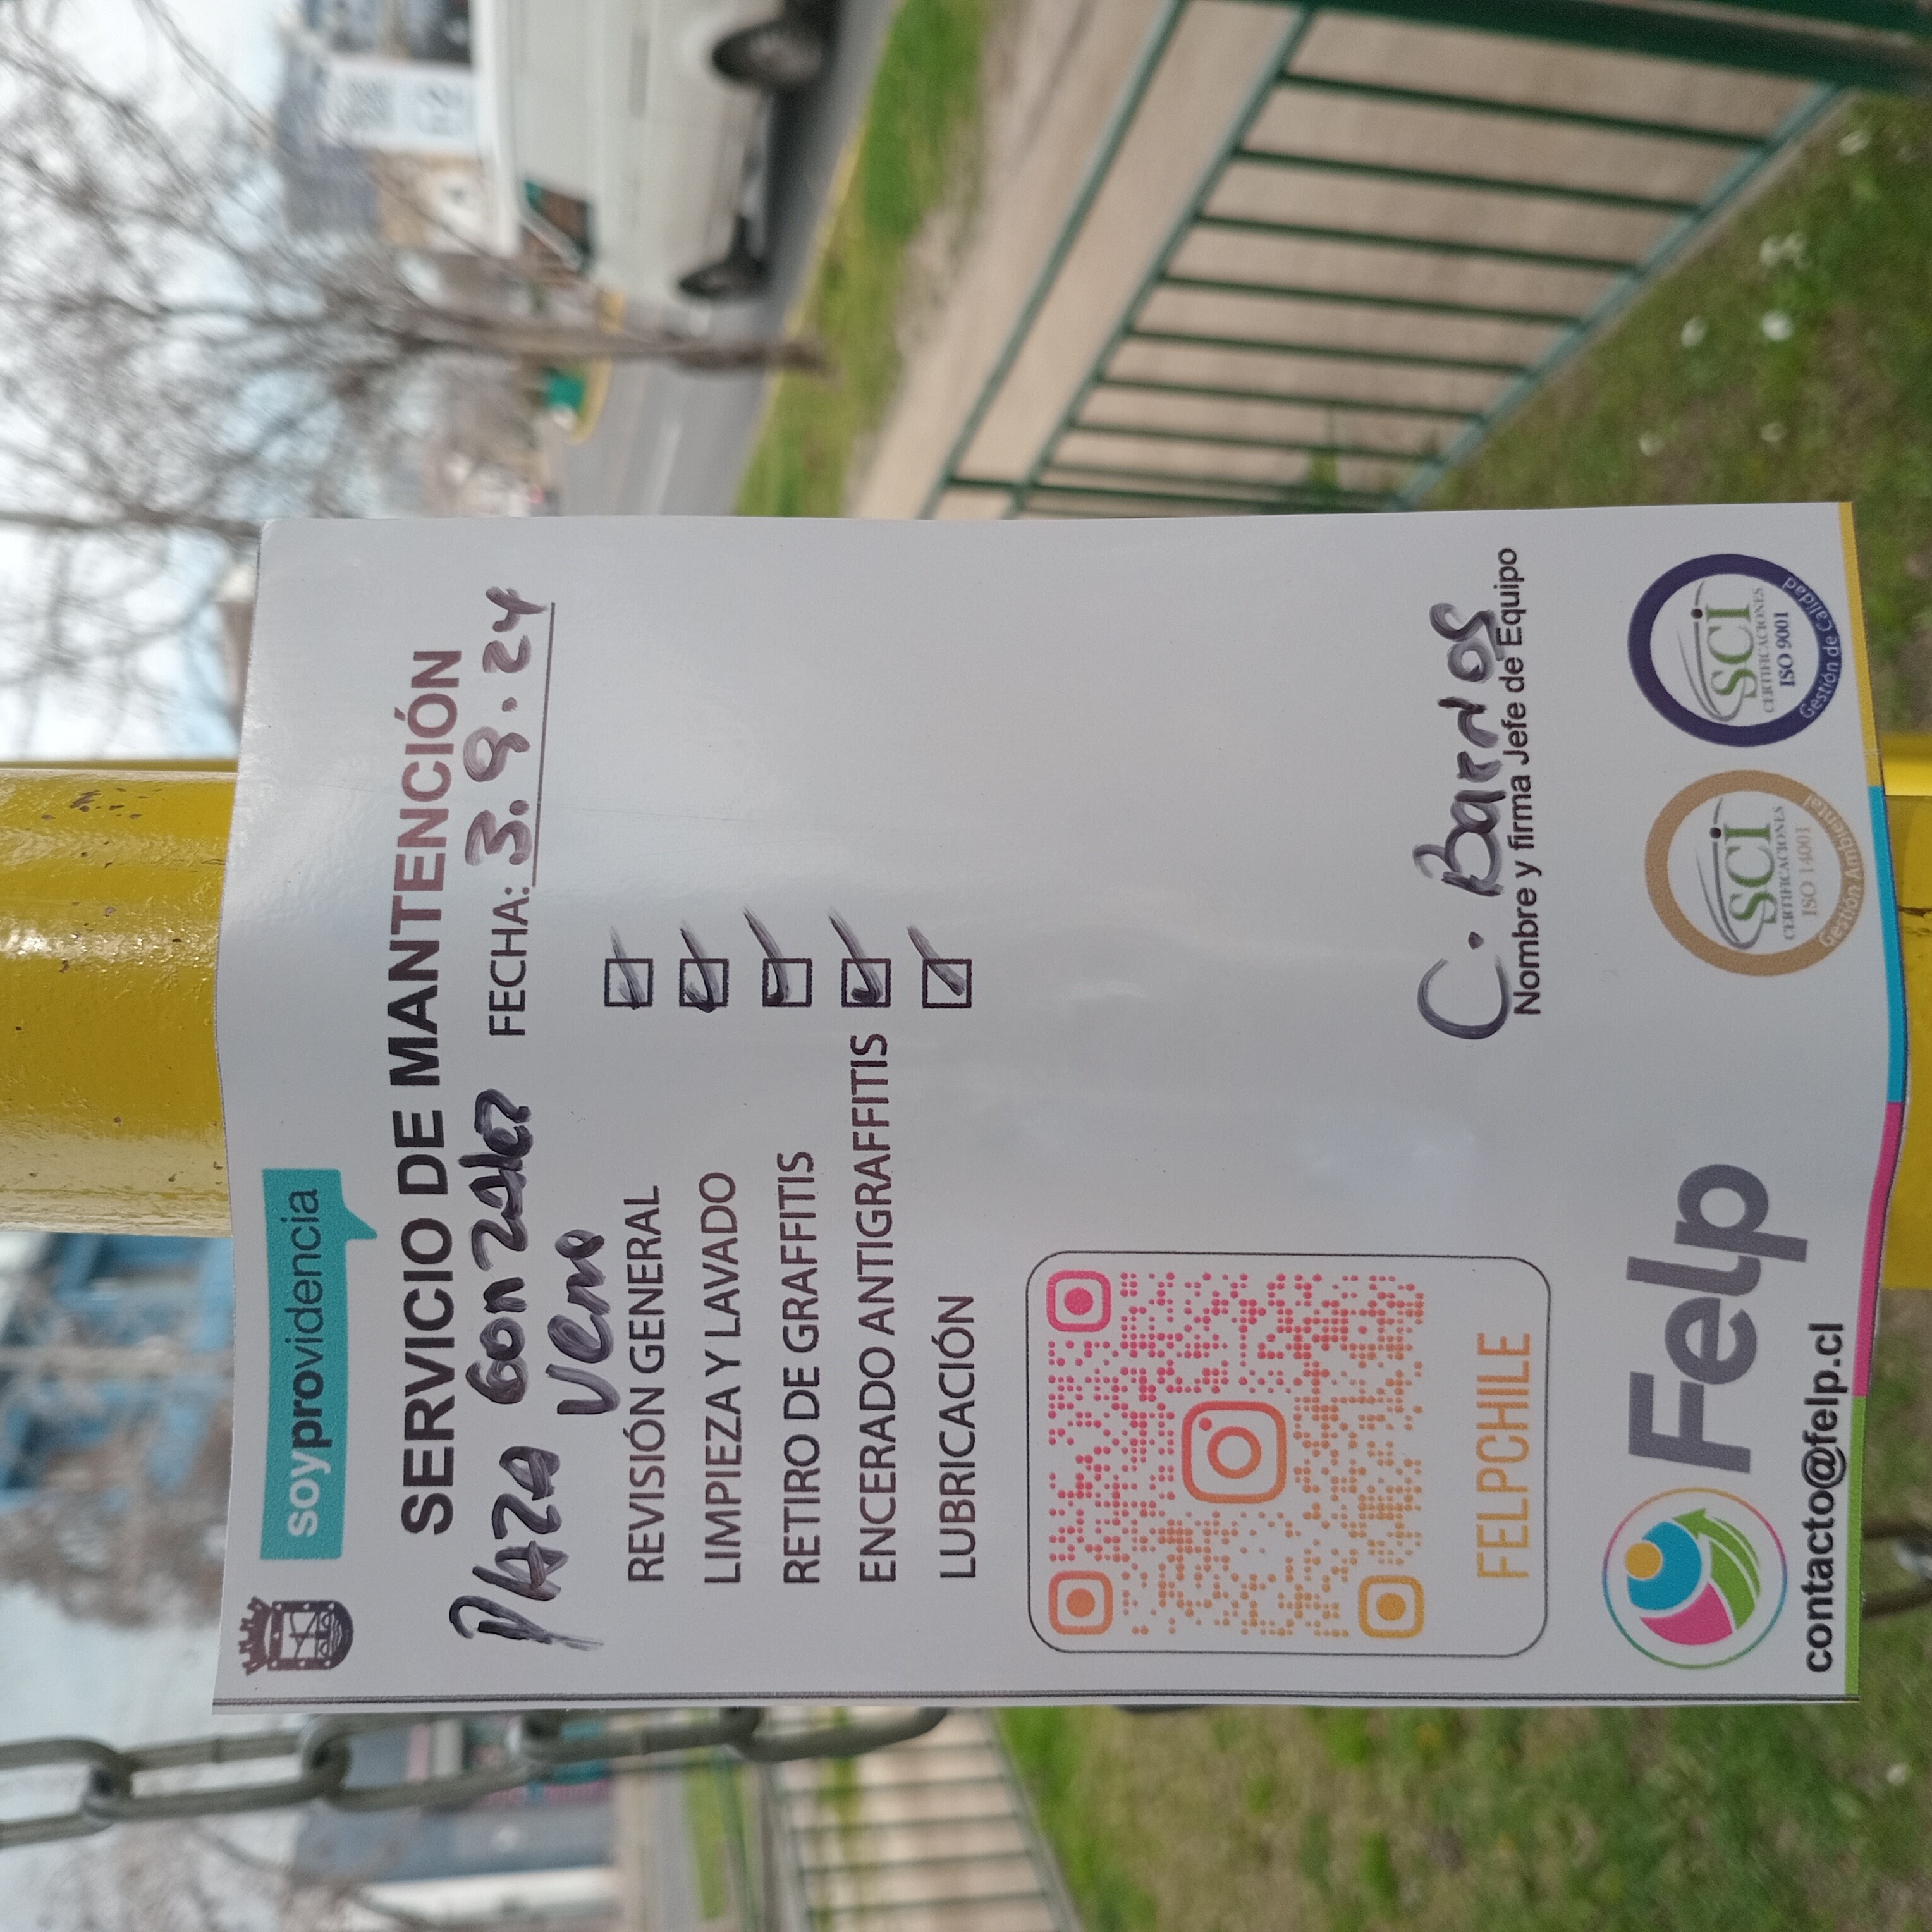 soyprovidencia
SERVICIO DE MANTENCIÓN
PLAZA GONZALEZ FECHA: 3.9.24
VERA
REVISIÓN GENERAL
LIMPIEZA Y LAVADO
RETIRO DE GRAFFITIS
ENCERADO ANTIGRAFFITIS
LUBRICACIÓN
FELPCHILE
C. Barros
Nombre y firma Jefe de Equipo
Felp
contacto@felp.cl
SCI
CERTIFICACIONES
ISO 14001
Gestión Ambiental
SCI
CERTIFICACIONES
ISO 9001
Gestión de Calidad